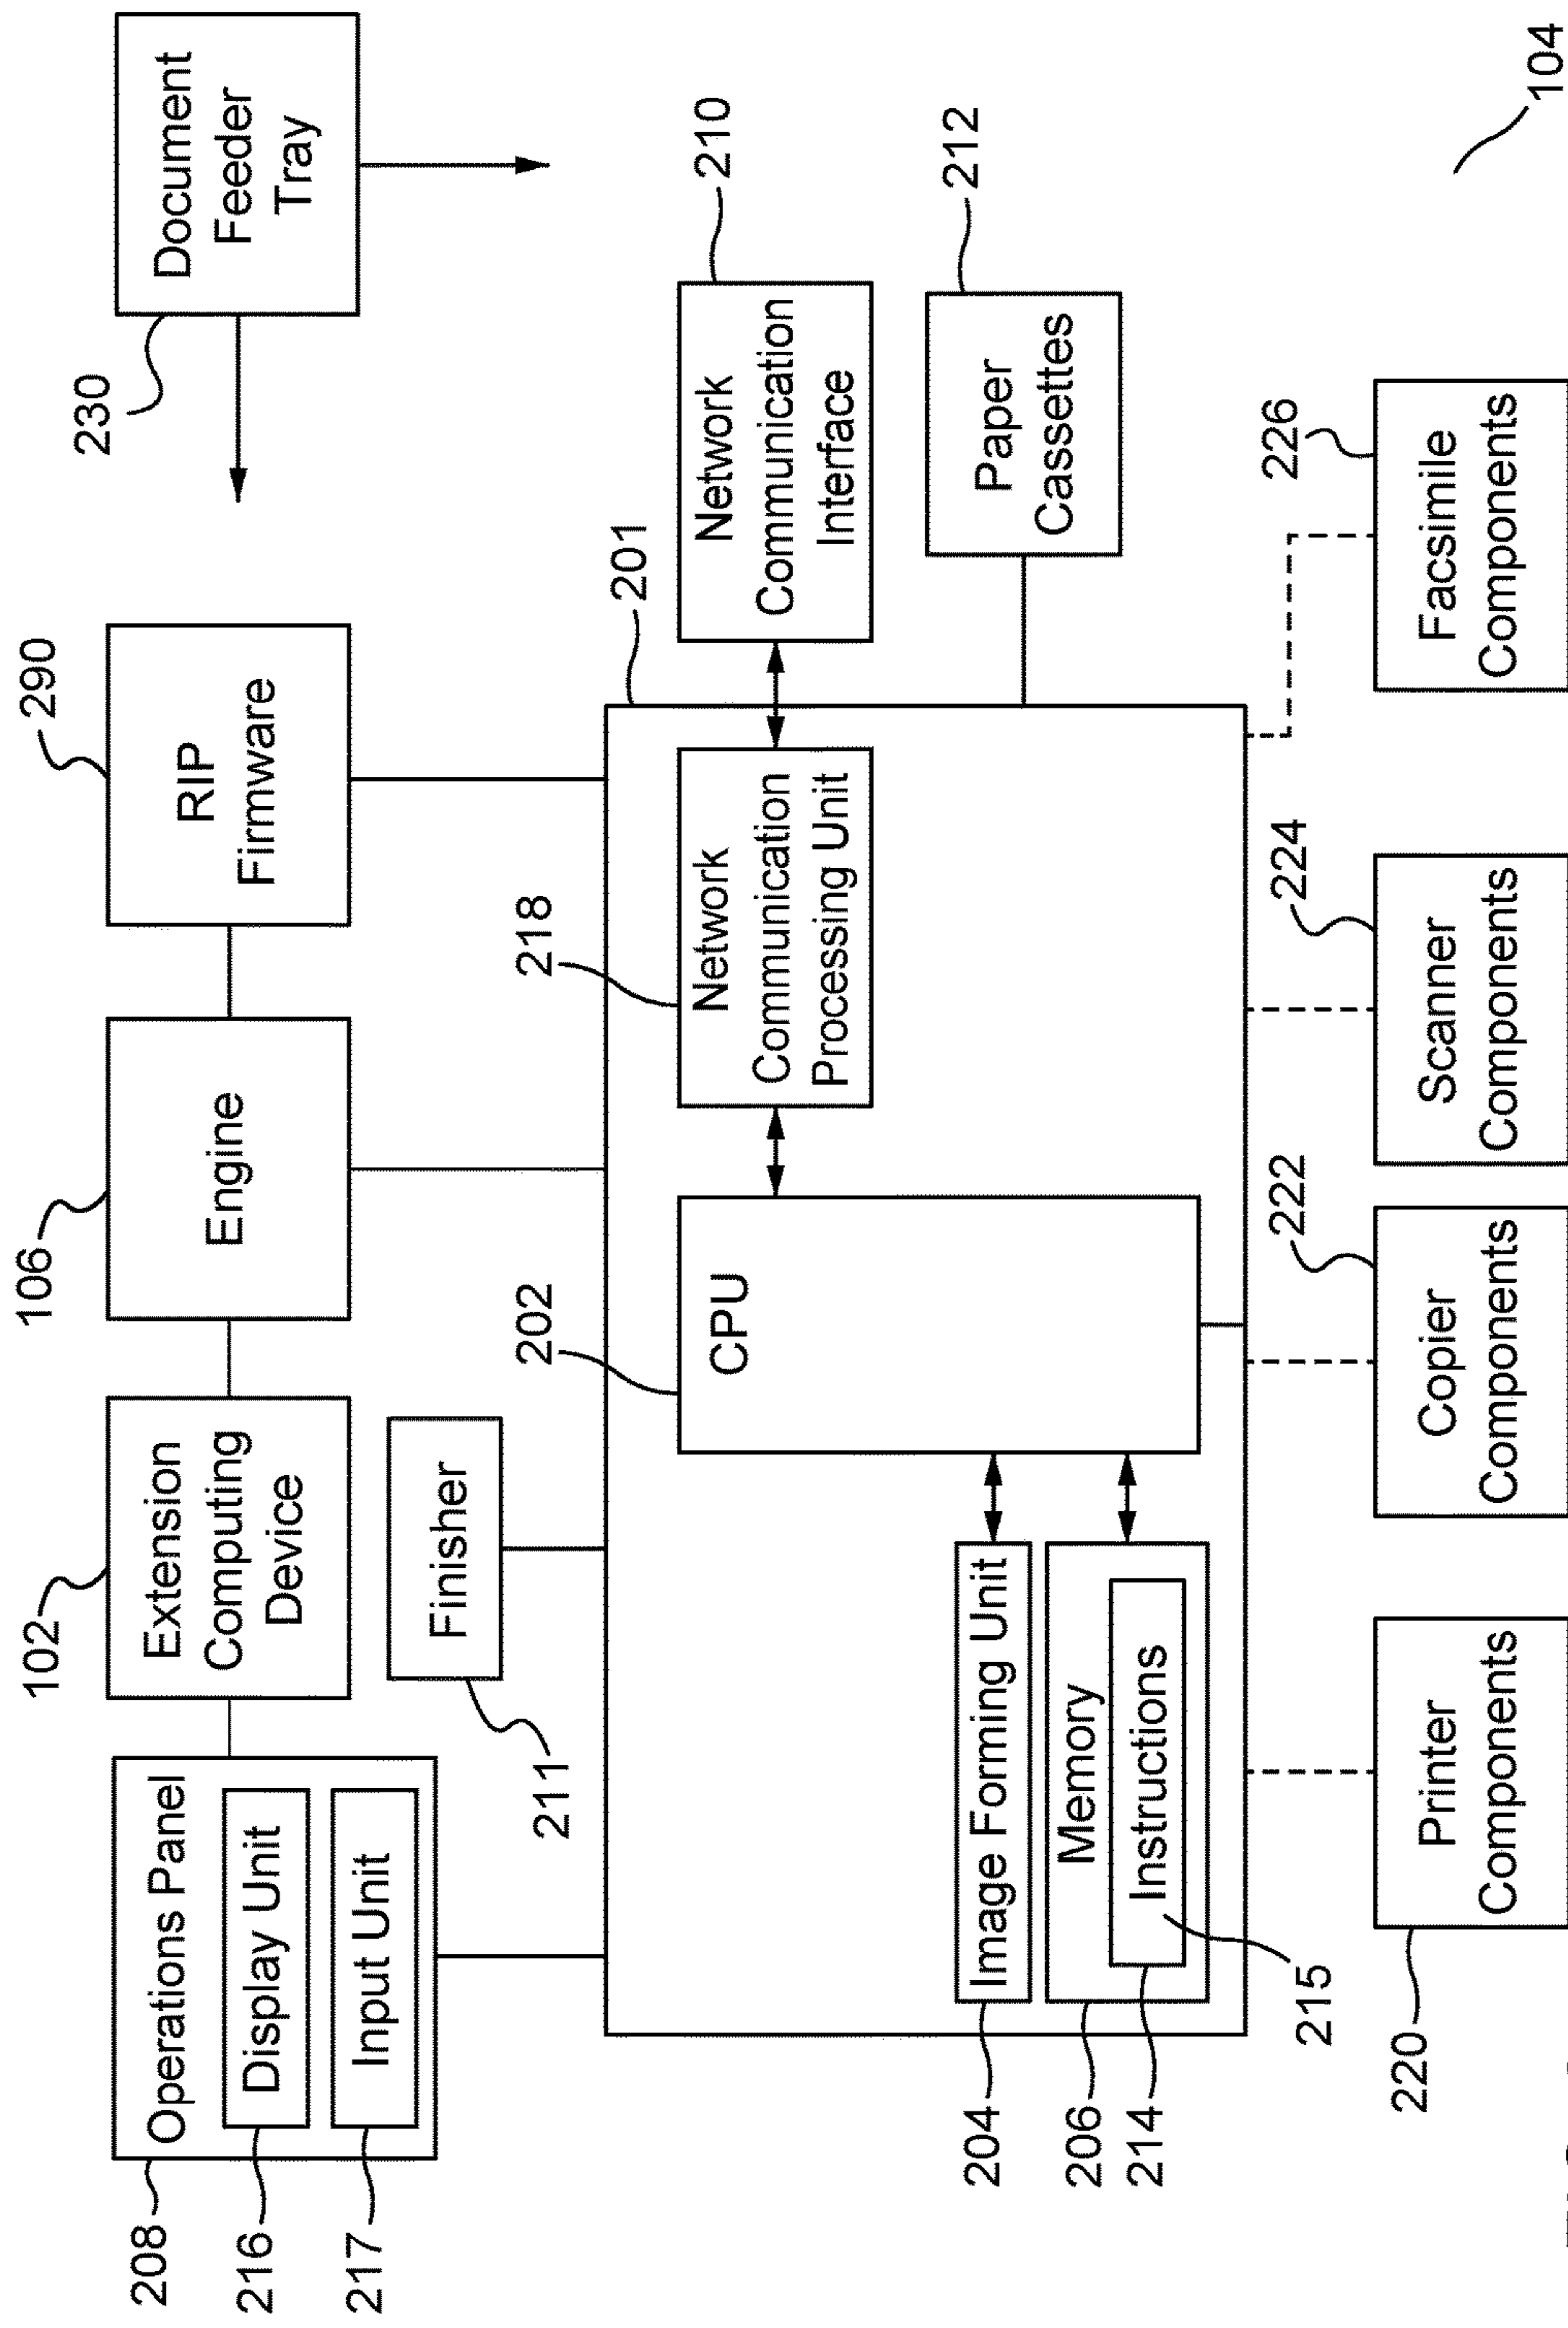 102
106
290
230
208
216
217
Operations Panel
Display Unit
Input Unit
Extension
Computing
Device
Engine
RIP
Firmware
Document
Feeder
Tray
211
Finisher
202
218
201
210
212
CPU
Network
Communication
Processing Unit
Network
Communication
Interface
Paper
Cassettes
204
206
214
Image Forming Unit
Memory
Instructions
215
220
222
224
226
Printer
Components
Copier
Components
Scanner
Components
Facsimile
Components
104